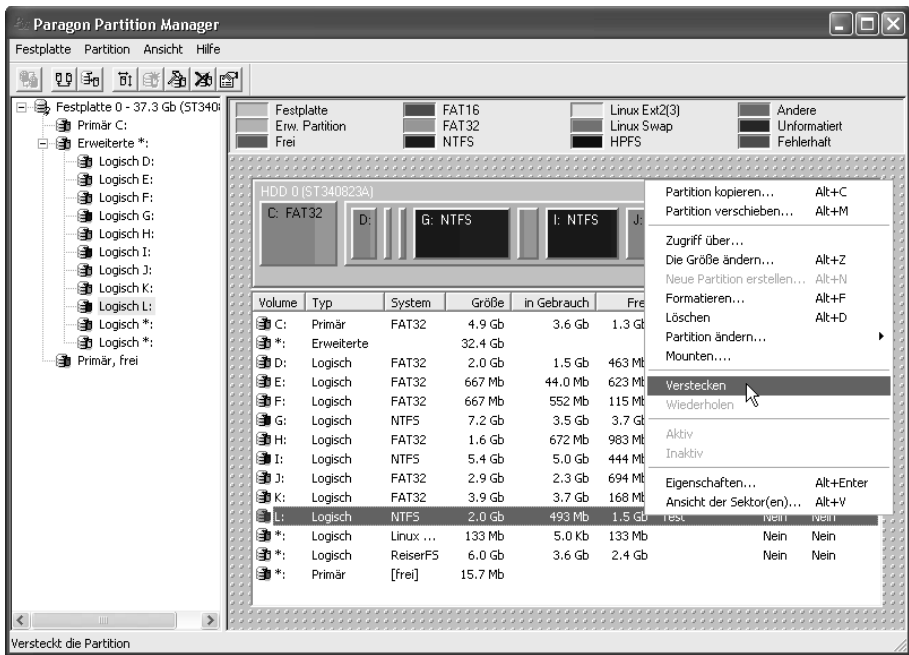 Paragon Partition Manager
Festplatte Partition Ansicht Hilfe
Festplatte 0 - 37.3 Gb (ST340
Primär C:
Erweiterte *:
Logisch D:
Logisch E:
Logisch F:
Logisch G:
Logisch H:
Logisch I:
Logisch J:
Logisch K:
Logisch L:
Logisch *:
Logisch *:
Primär, frei
Festplatte FAT16 Linux Ext2(3) Andere
Erw. Partition FAT32 Linux Swap Unformatiert
Frei NTFS HPFS Fehlerhaft
HDD 0 (ST340823A)
C: FAT32 D: G: NTFS I: NTFS J:
Volume Typ System Größe in Gebrauch Fre
C: Primär FAT32 4.9 Gb 3.6 Gb 1.3 Gb
*: Erweiterte 32.4 Gb
D: Logisch FAT32 2.0 Gb 1.5 Gb 463 Mb
E: Logisch FAT32 667 Mb 44.0 Mb 623 Mb
F: Logisch FAT32 667 Mb 552 Mb 115 Mb
G: Logisch NTFS 7.2 Gb 3.5 Gb 3.7 Gb
H: Logisch FAT32 1.6 Gb 672 Mb 983 Mb
I: Logisch NTFS 5.4 Gb 5.0 Gb 444 Mb
J: Logisch FAT32 2.9 Gb 2.3 Gb 694 Mb
K: Logisch FAT32 3.9 Gb 3.7 Gb 168 Mb
L: Logisch NTFS 2.0 Gb 493 Mb 1.5 Gb Test Nein Nein
*: Logisch Linux ... 133 Mb 5.0 Kb 133 Mb Nein Nein
*: Logisch ReiserFS 6.0 Gb 3.6 Gb 2.4 Gb Nein Nein
*: Primär [frei] 15.7 Mb
Partition kopieren... Alt+C
Partition verschieben... Alt+M
Zugriff über...
Die Größe ändern... Alt+Z
Neue Partition erstellen... Alt+N
Formatieren... Alt+F
Löschen Alt+D
Partition ändern...
Mounten....
Verstecken
Wiederholen
Aktiv
Inaktiv
Eigenschaften... Alt+Enter
Ansicht der Sektor(en)... Alt+V
Versteckt die Partition